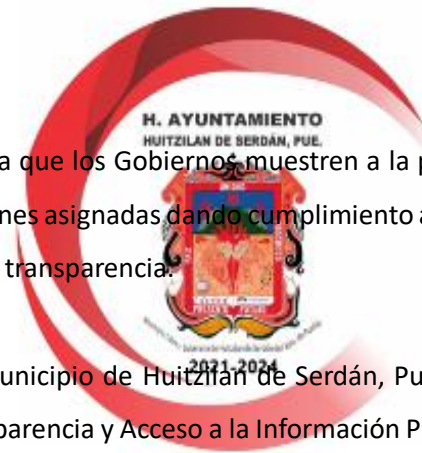 H. AYUNTAMIENTO
HUITZILAN DE SERDÁN, PUE.
a que los Gobiernos muestren a la p
nes asignadas dando cumplimiento a
transparencia.
2021-2024
unicipio de Huitzilan de Serdán, Pu
parencia y Acceso a la Información P